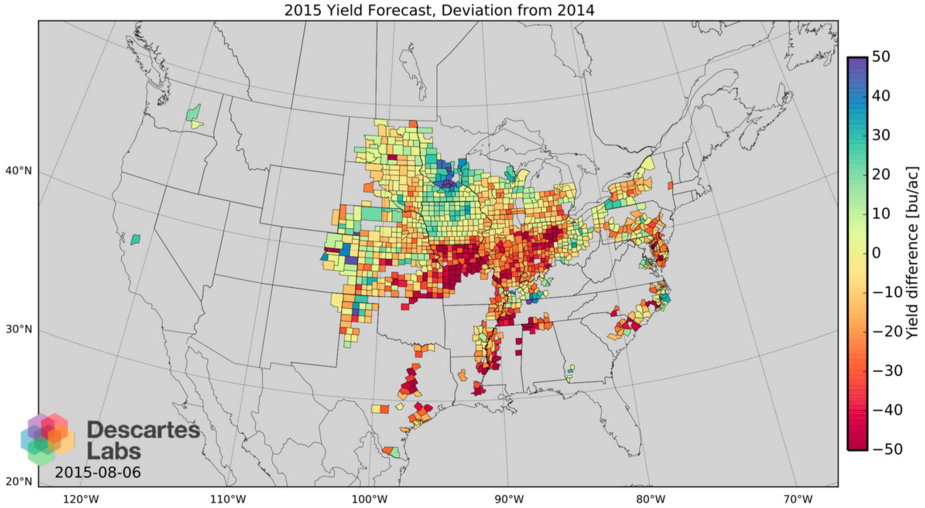 2015 Yield Forecast, Deviation from 2014
50
40
30
20
10
0
−10
−20
−30
−40
−50
Yield difference [bu/ac]
40°N
30°N
20°N
Descartes
Labs
2015-08-06
120°W
110°W
100°W
90°W
80°W
70°W